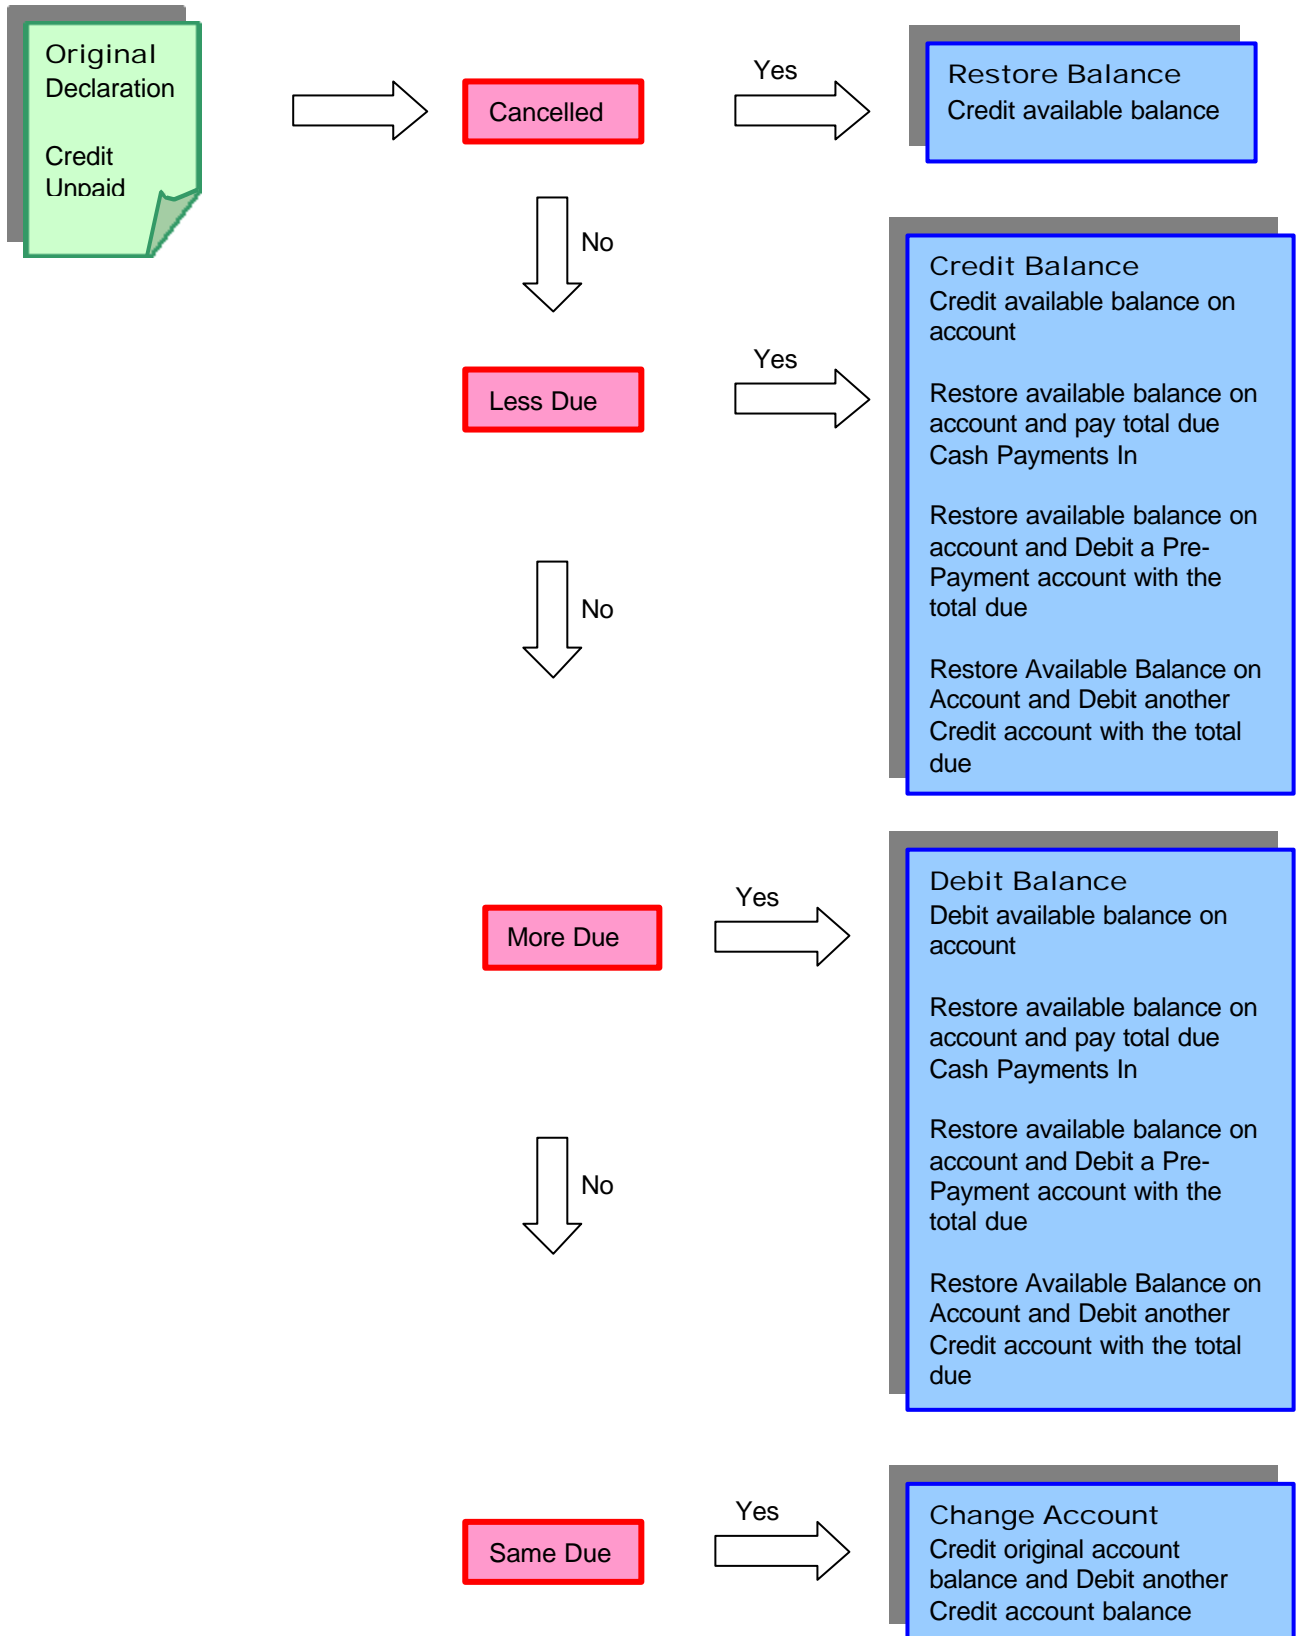 Original
Declaration
Credit
Unpaid
Cancelled
Yes
Restore Balance
Credit available balance
No
Less Due
Yes
Credit Balance
Credit available balance on
account
Restore available balance on
account and pay total due
Cash Payments In
Restore available balance on
account and Debit a Pre-
Payment account with the
total due
Restore Available Balance on
Account and Debit another
Credit account with the total
due
No
More Due
Yes
Debit Balance
Debit available balance on
account
Restore available balance on
account and pay total due
Cash Payments In
Restore available balance on
account and Debit a Pre-
Payment account with the
total due
Restore Available Balance on
Account and Debit another
Credit account with the total
due
No
Same Due
Yes
Change Account
Credit original account
balance and Debit another
Credit account balance